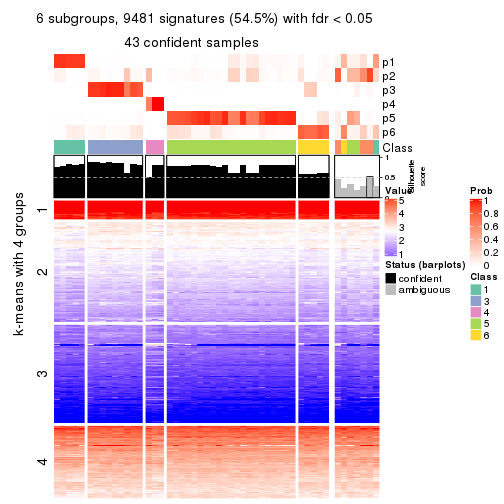 6 subgroups, 9481 signatures (54.5%) with fdr < 0.05
43 confident samples
p1
p2
p3
p4
p5
p6
Class
1
0.5
0
Silhouette
score
k-means with 4 groups
1
2
3
4
Value
5
4
3
2
1
Status (barplots)
confident
ambiguous
Prob
1
0.8
0.6
0.4
0.2
0
Class
1
3
4
5
6